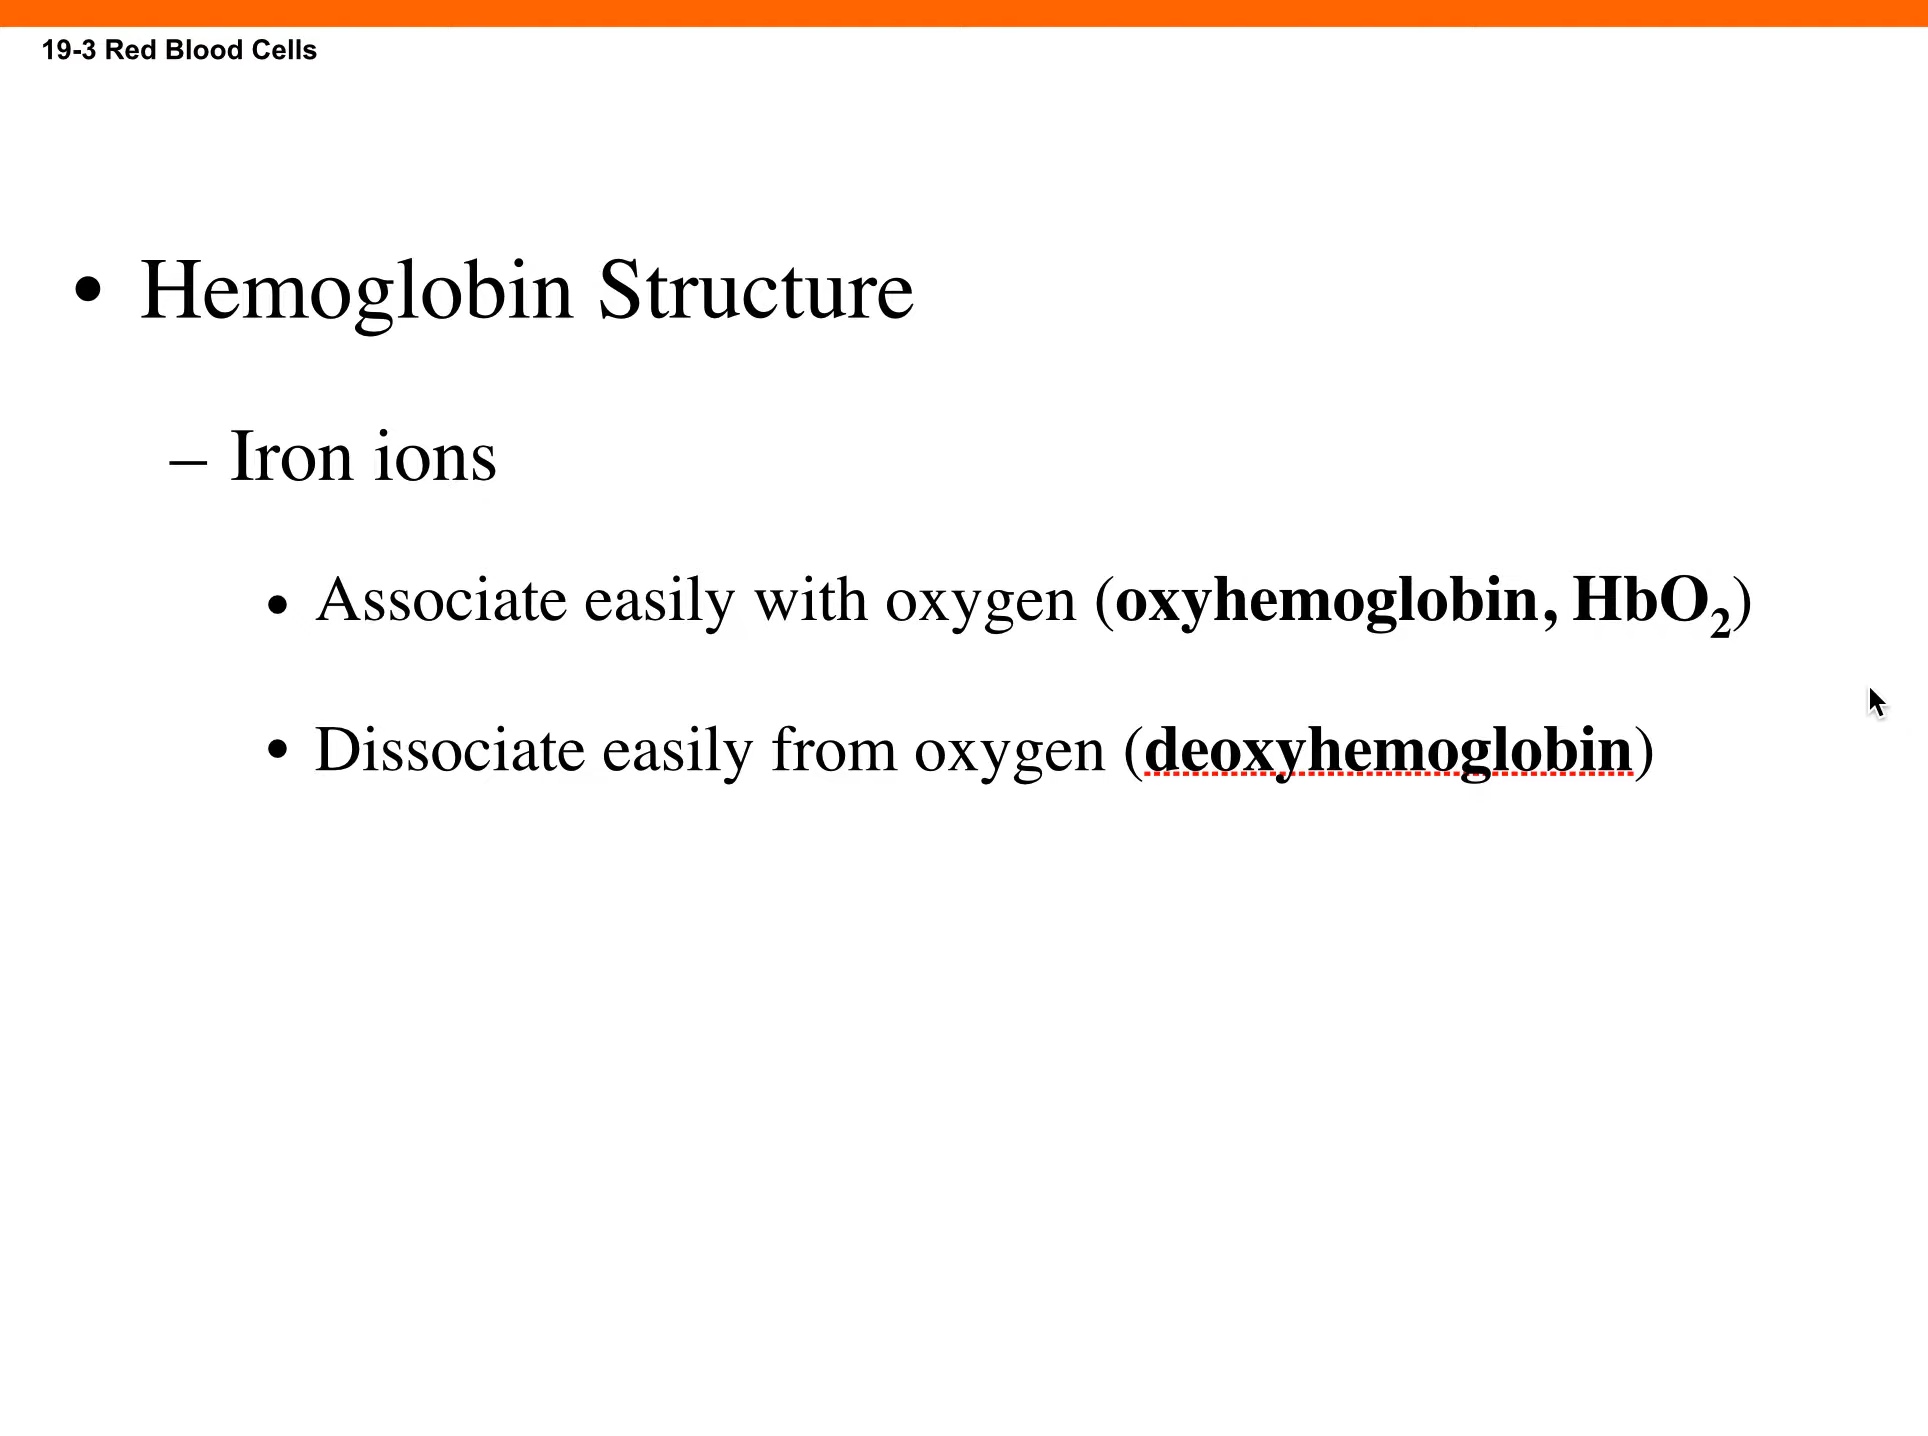 19-3 Red Blood Cells
• Hemoglobin Structure
– Iron ions
• Associate easily with oxygen (oxyhemoglobin, HbO₂)
• Dissociate easily from oxygen (deoxyhemoglobin)